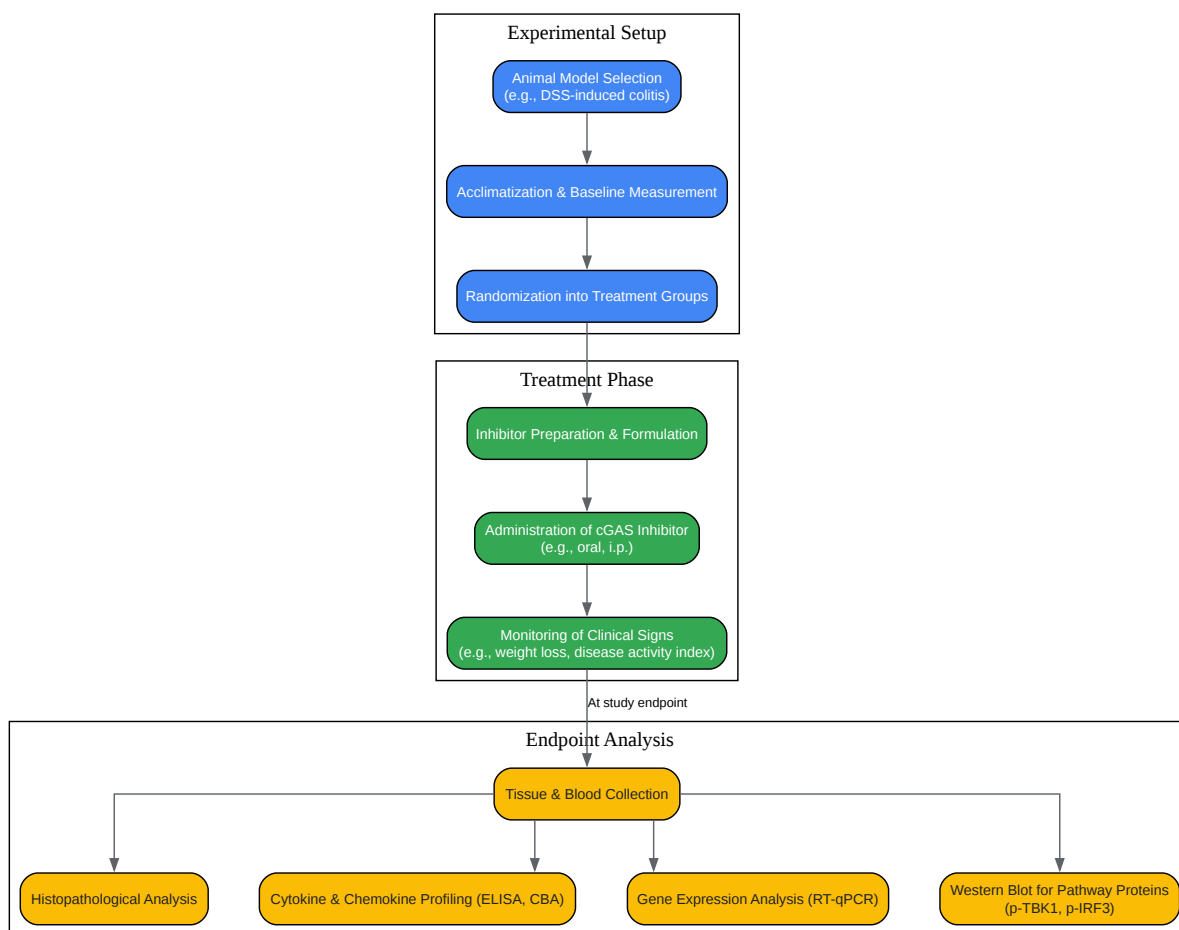 Experimental Setup
Animal Model Selection
(e.g., DSS-induced colitis)
Acclimatization & Baseline Measurement
Randomization into Treatment Groups
Treatment Phase
Inhibitor Preparation & Formulation
Administration of cGAS Inhibitor
(e.g., oral, i.p.)
Monitoring of Clinical Signs
(e.g., weight loss, disease activity index)
At study endpoint
Endpoint Analysis
Tissue & Blood Collection
Histopathological Analysis
Cytokine & Chemokine Profiling (ELISA, CBA)
Gene Expression Analysis (RT-qPCR)
Western Blot for Pathway Proteins
(p-TBK1, p-IRF3)